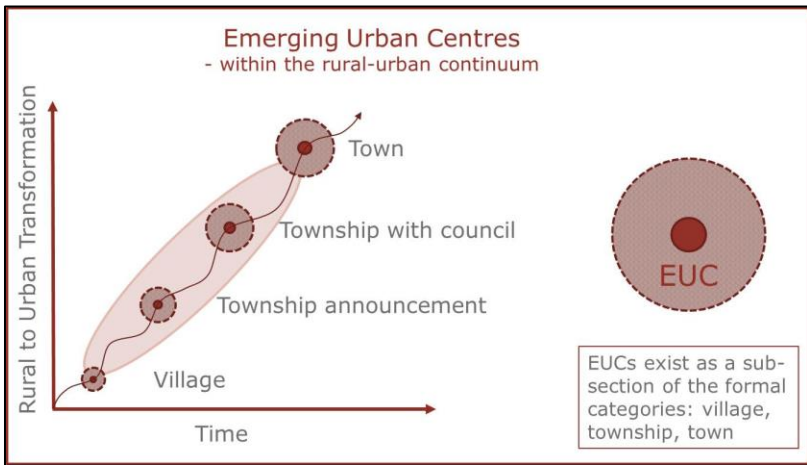 Emerging Urban Centres
- within the rural-urban continuum
Rural to Urban Transformation
Town
Township with council
Township announcement
Village
Time
EUC
EUCs exist as a sub-
section of the formal
categories: village,
township, town